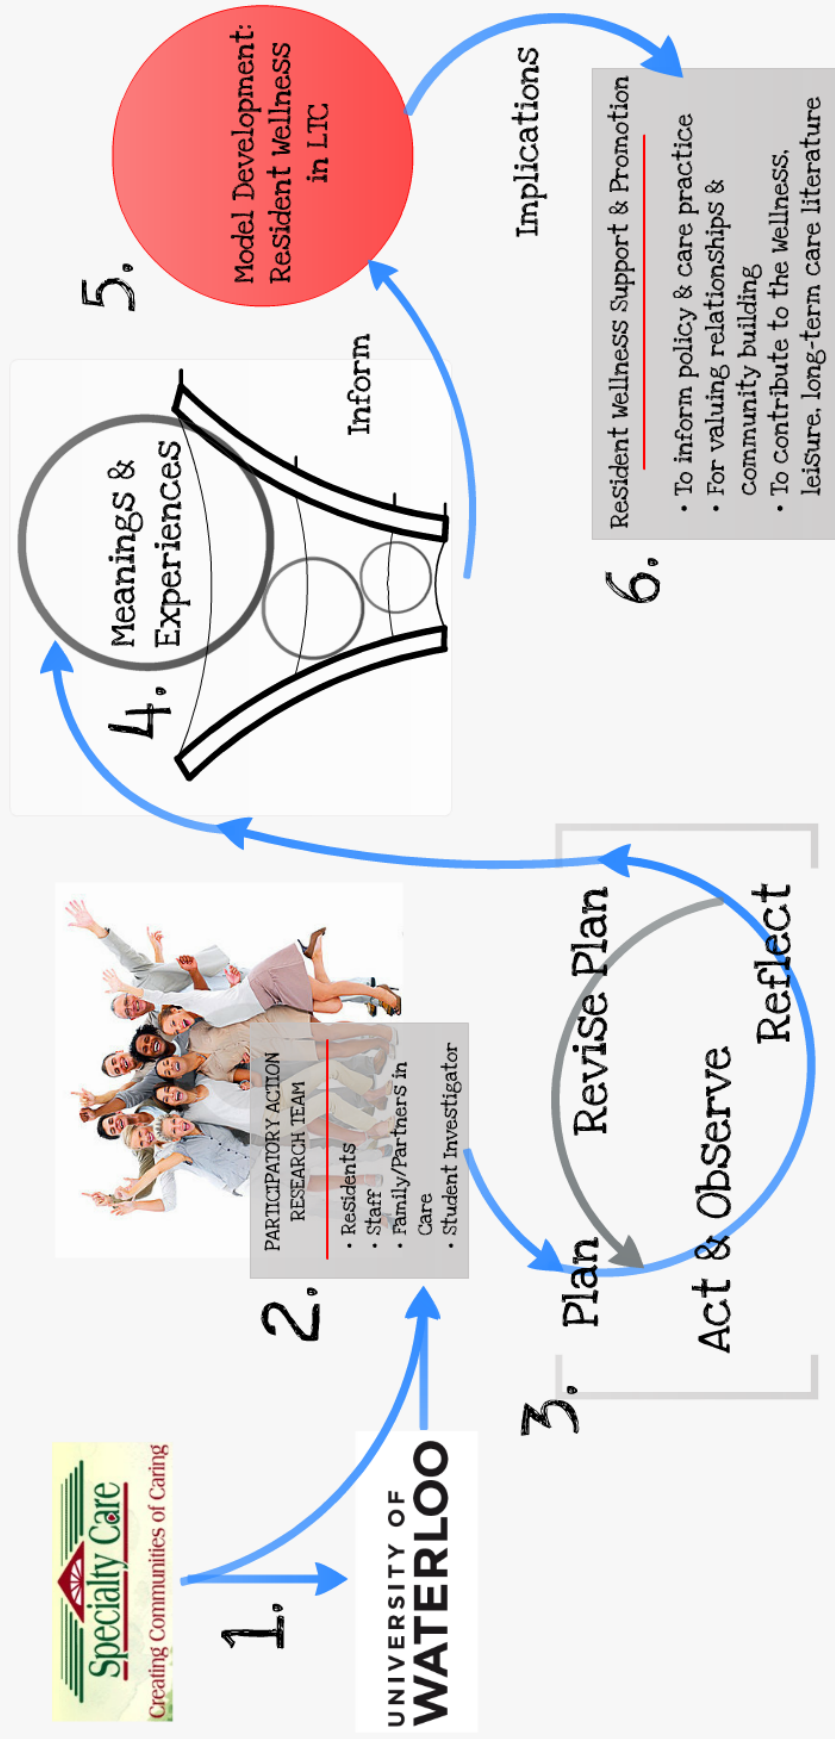 Specialty Care
Creating Communities of Caring
1.
UNIVERSITY OF
WATERLOO
2.
PARTICIPATORY ACTION
RESEARCH TEAM
• Residents
• Staff
• Family/Partners in
Care
• Student Investigator
3.
Plan
Revise Plan
Act & Observe
Reflect
4.
Meanings &
Experiences
Inform
5.
Model Development:
Resident Wellness
in LTC
Implications
6.
Resident Wellness Support & Promotion
• To inform policy & care practice
• For valuing relationships &
community building
• To contribute to the Wellness,
leisure, long-term care literature